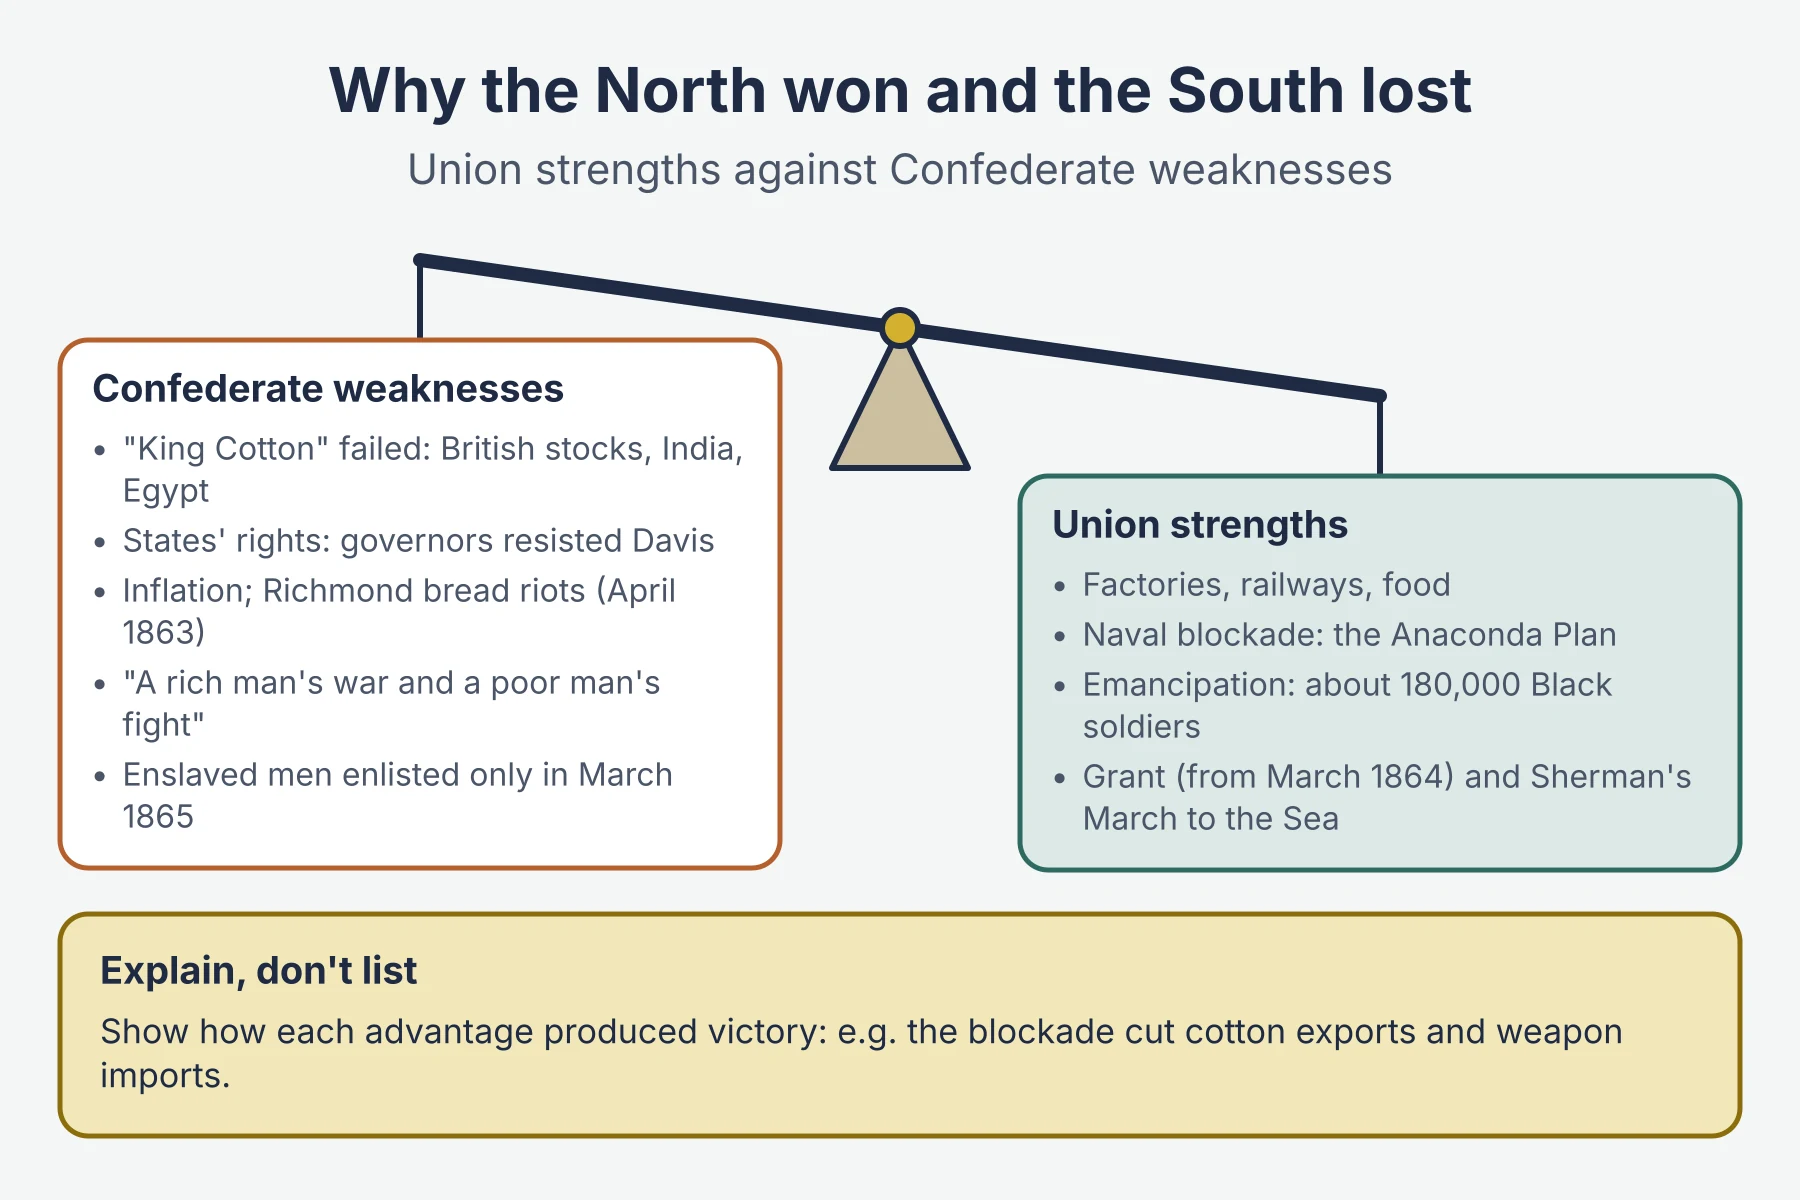 Why the North won and the South lost
Union strengths against Confederate weaknesses
Confederate weaknesses
• "King Cotton" failed: British stocks, India,
Egypt
• States' rights: governors resisted Davis
• Inflation; Richmond bread riots (April
1863)
• "A rich man's war and a poor man's
fight"
• Enslaved men enlisted only in March
1865
Union strengths
• Factories, railways, food
• Naval blockade: the Anaconda Plan
• Emancipation: about 180,000 Black
soldiers
• Grant (from March 1864) and Sherman's
March to the Sea
Explain, don't list
Show how each advantage produced victory: e.g. the blockade cut cotton exports and weapon
imports.